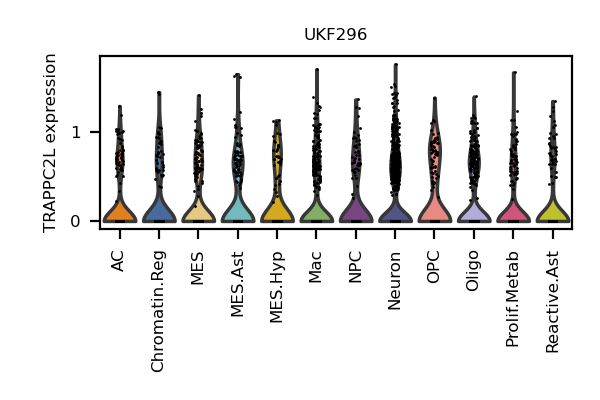 UKF296
TRAPPC2L expression
1
0
AC
Chromatin.Reg
MES
MES.Ast
MES.Hyp
Mac
NPC
Neuron
OPC
Oligo
Prolif.Metab
Reactive.Ast